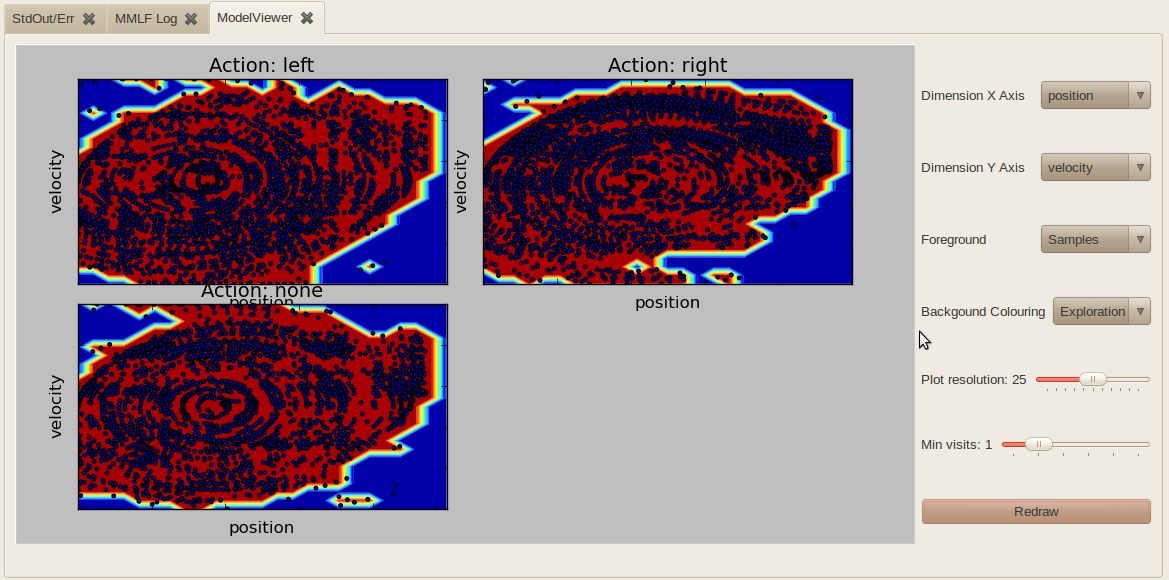 StdOut/Err
MMLF Log
ModelViewer
Action: left
velocity
position
Action: right
velocity
position
Action: none
velocity
position
Dimension X Axis
position
Dimension Y Axis
velocity
Foreground
Samples
Backgound Colouring
Exploration
Plot resolution: 25
Min visits: 1
Redraw